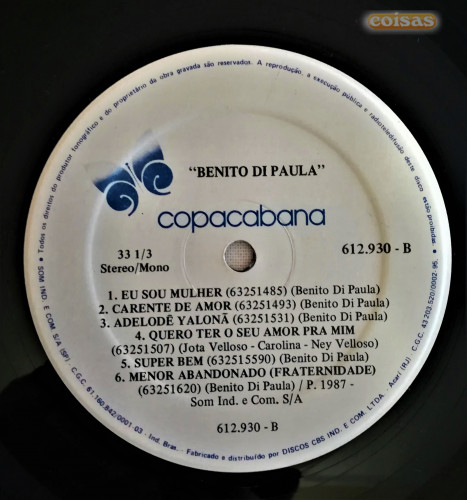 coisas
• Todos os direitos do produtor fonográfico e do proprietário da obra gravada são reservados. A reprodução, a execução pública e radioteledifusão deste disco estão proibidas.
"BENITO DI PAULA"
copacabana
33 1/3
Stereo/Mono
612.930 - B
1. EU SOU MULHER (63251485) (Benito Di Paula)
2. CARENTE DE AMOR (63251493) (Benito Di Paula)
3. ADELODÊ YALONÃ (63251531) (Benito Di Paula)
4. QUERO TER O SEU AMOR PRA MIM
(63251507) (Jota Velloso - Carolina - Ney Velloso)
5. SUPER BEM (632515590) (Benito Di Paula)
6. MENOR ABANDONADO (FRATERNIDADE)
(63251620) (Benito Di Paula) / P. 1987 -
Som Ind. e Com. S/A
612.930 - B
SOM IND. E COM. S/A (SP). C.G.C. 61.160.842/0001-03 - Ind. Bras. - Fabricado e distribuído por DISCOS CBS IND. E COM. LTDA. - Acari (RJ) - C.G.C. 43.203.520/0002-95.